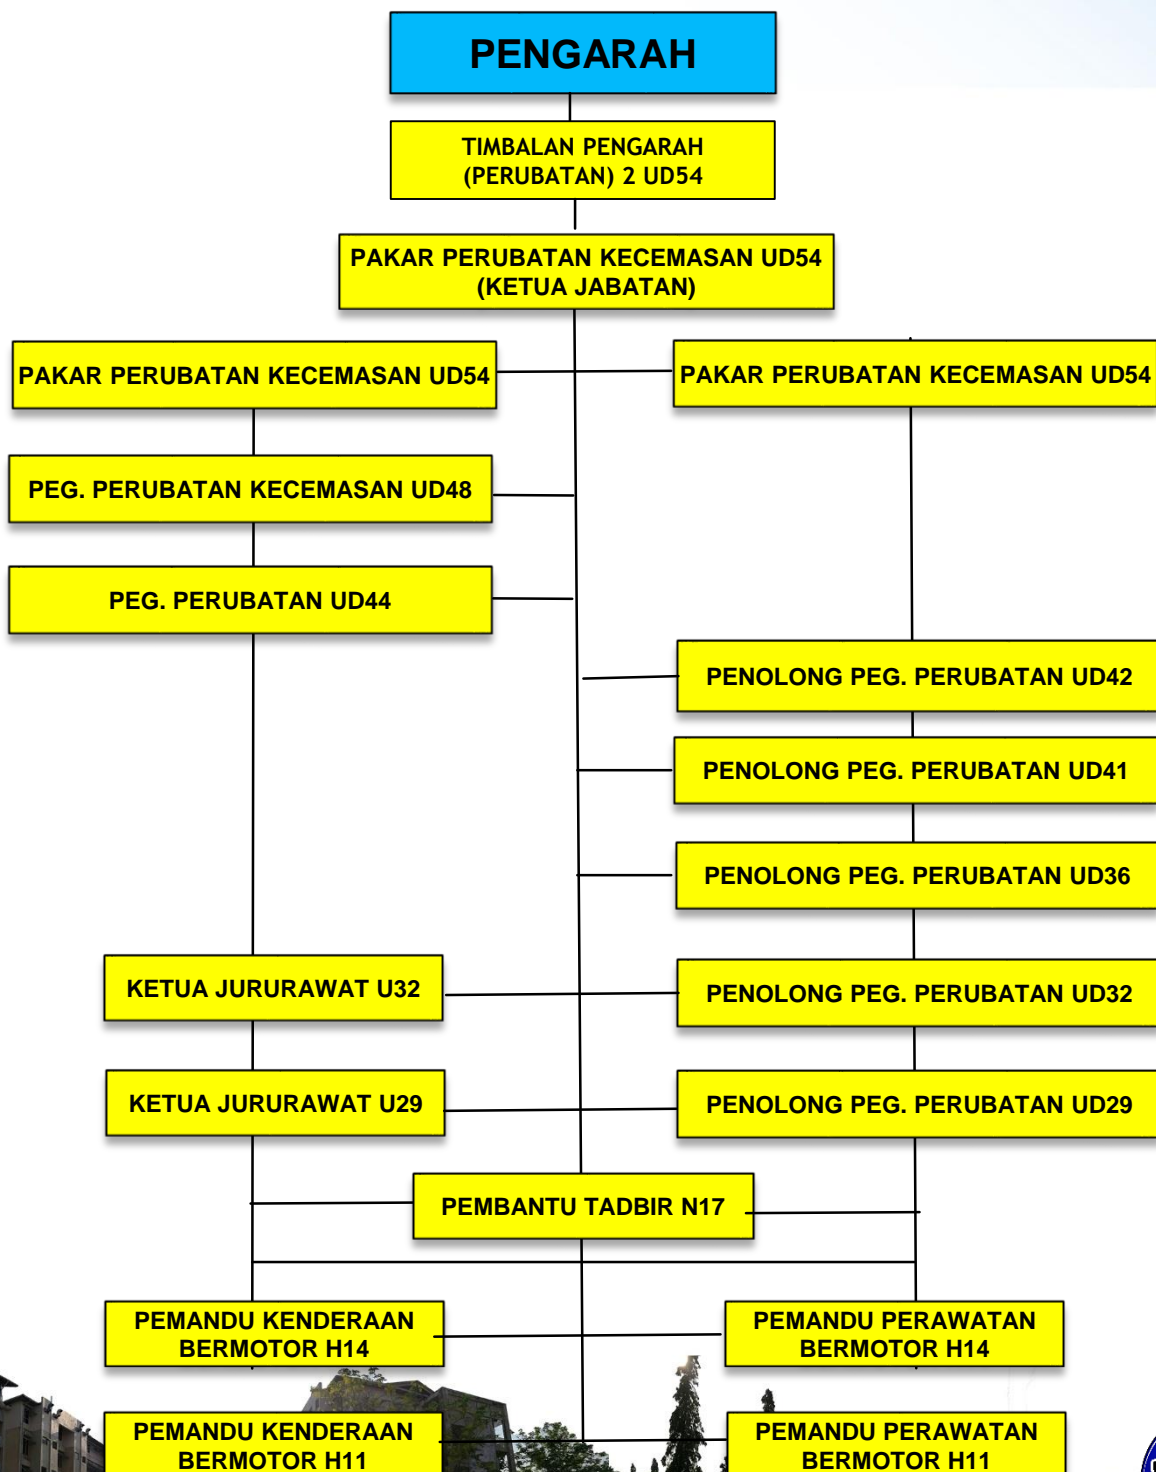 PENGARAH
TIMBALAN PENGARAH
(PERUBATAN) 2 UD54
PAKAR PERUBATAN KECEMASAN UD54
(KETUA JABATAN)
PAKAR PERUBATAN KECEMASAN UD54
PAKAR PERUBATAN KECEMASAN UD54
PEG. PERUBATAN KECEMASAN UD48
PEG. PERUBATAN UD44
PENOLONG PEG. PERUBATAN UD42
PENOLONG PEG. PERUBATAN UD41
PENOLONG PEG. PERUBATAN UD36
KETUA JURURAWAT U32
PENOLONG PEG. PERUBATAN UD32
KETUA JURURAWAT U29
PENOLONG PEG. PERUBATAN UD29
PEMBANTU TADBIR N17
PEMANDU KENDERAAN
BERMOTOR H14
PEMANDU PERAWATAN
BERMOTOR H14
PEMANDU KENDERAAN
BERMOTOR H11
PEMANDU PERAWATAN
BERMOTOR H11